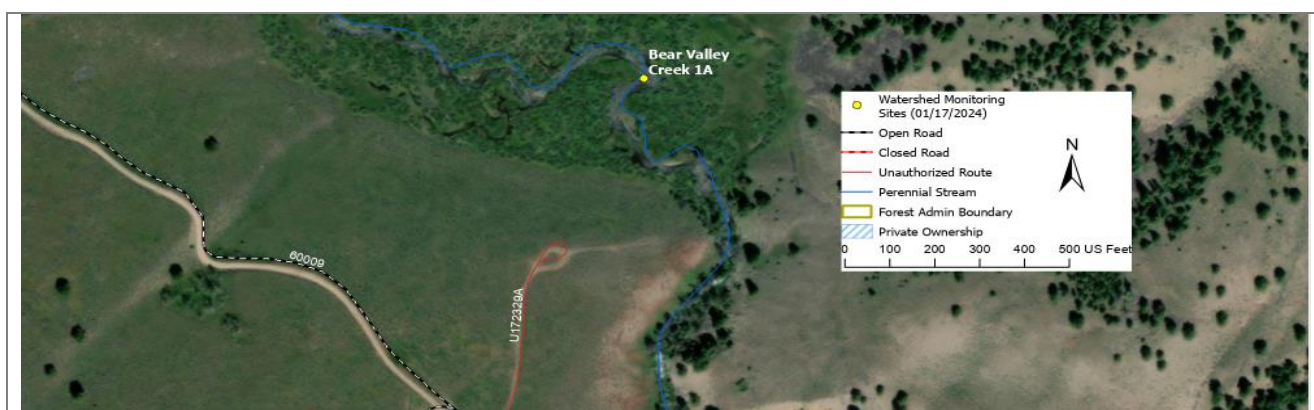 Bear Valley
Creek 1A
Watershed Monitoring
Sites (01/17/2024)
Open Road
Closed Road
Unauthorized Route
Perennial Stream
Forest Admin Boundary
Private Ownership
N
0 100 200 300 400 500 US Feet
60009
U172329A